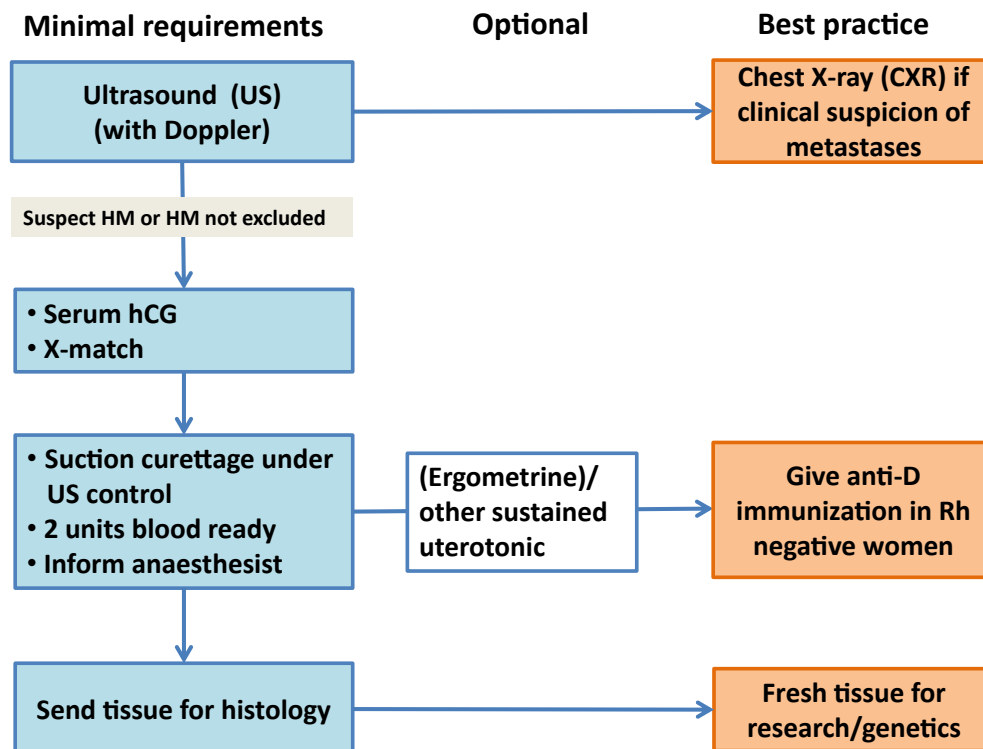 Minimal requirements
Optional
Best practice
Ultrasound (US)
(with Doppler)
Chest X-ray (CXR) if
clinical suspicion of
metastases
Suspect HM or HM not excluded
• Serum hCG
• X-match
• Suction curettage under
US control
• 2 units blood ready
• Inform anaesthesist
(Ergometrine)/
other sustained
uterotonic
Give anti-D
immunization in Rh
negative women
Send tissue for histology
Fresh tissue for
research/genetics